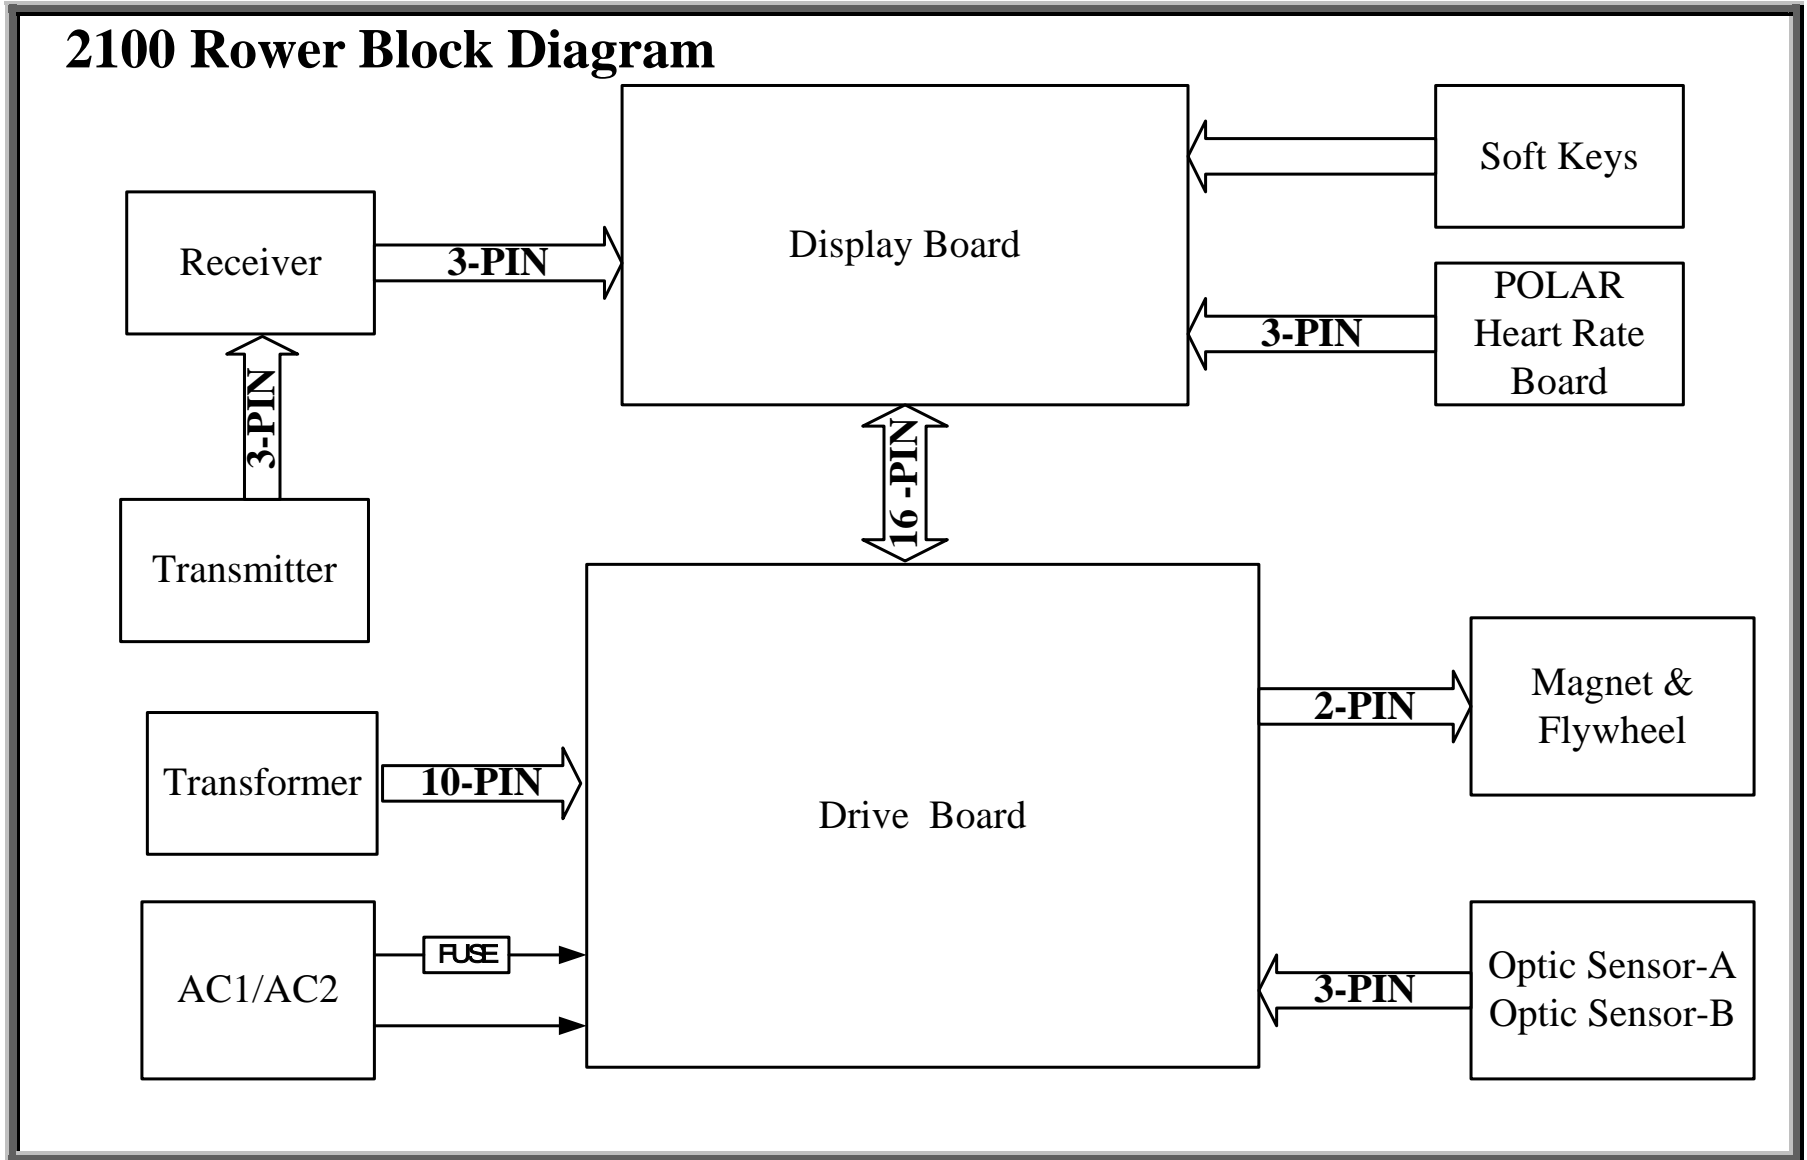 2100 Rower Block Diagram
Soft Keys
Display Board
Receiver
3-PIN
POLAR
Heart Rate
Board
3-PIN
3-PIN
16 -PIN
Transmitter
Magnet &
Flywheel
2-PIN
Transformer
10-PIN
Drive Board
FUSE
AC1/AC2
Optic Sensor-A
Optic Sensor-B
3-PIN